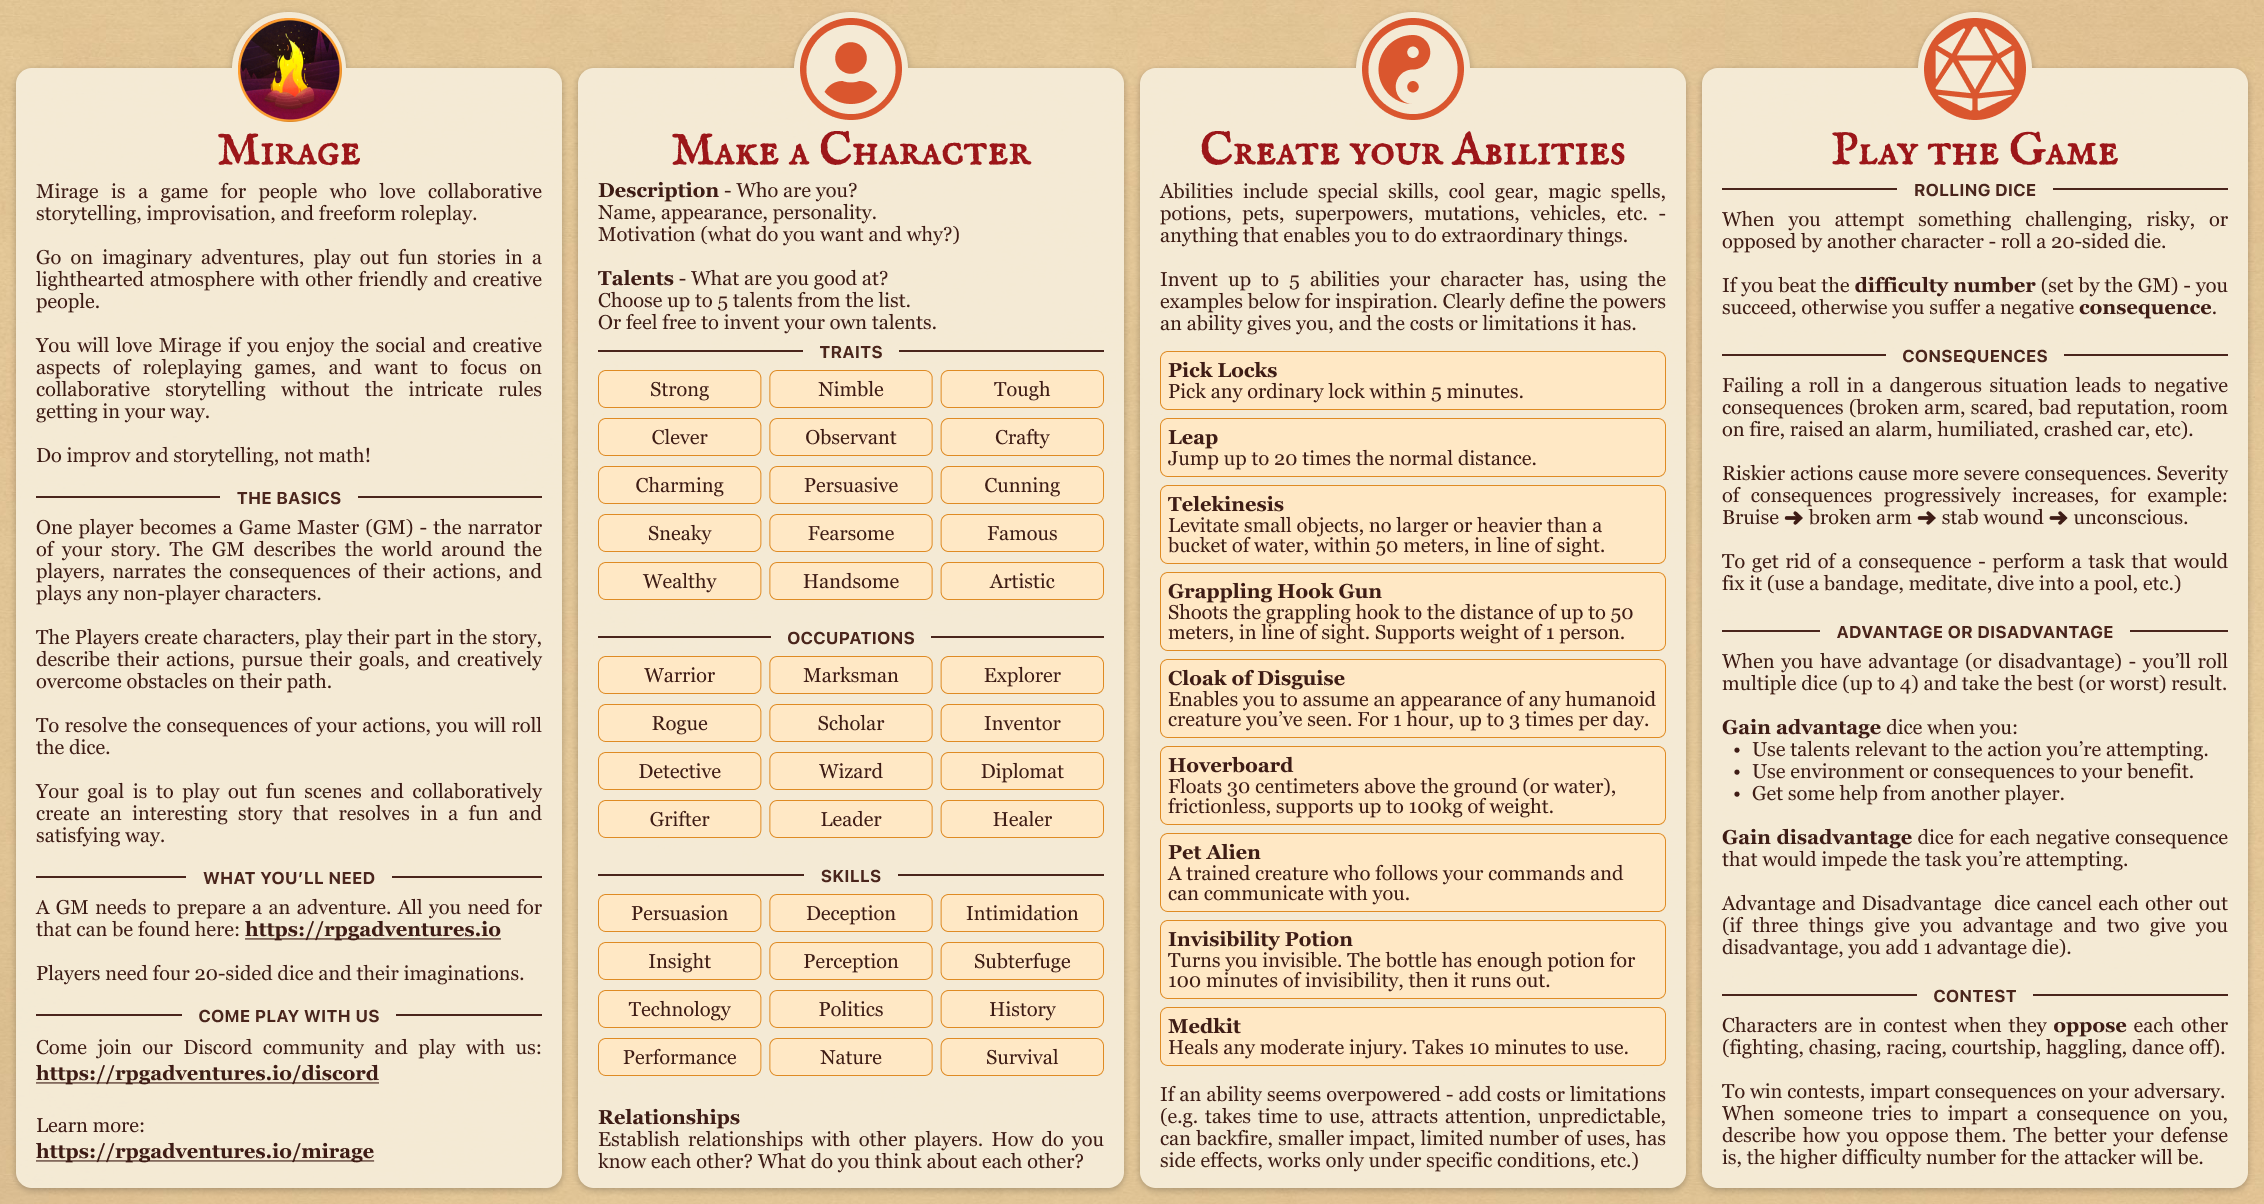 Mirage
Mirage is a game for people who love collaborative
storytelling, improvisation, and freeform roleplay.
Go on imaginary adventures, play out fun stories in a
lighthearted atmosphere with other friendly and creative
people.
You will love Mirage if you enjoy the social and creative
aspects of roleplaying games, and want to focus on
collaborative storytelling without the intricate rules
getting in your way.
Do improv and storytelling, not math!
THE BASICS
One player becomes a Game Master (GM) - the narrator
of your story. The GM describes the world around the
players, narrates the consequences of their actions, and
plays any non-player characters.
The Players create characters, play their part in the story,
describe their actions, pursue their goals, and creatively
overcome obstacles on their path.
To resolve the consequences of your actions, you will roll
the dice.
Your goal is to play out fun scenes and collaboratively
create an interesting story that resolves in a fun and
satisfying way.
WHAT YOU'LL NEED
A GM needs to prepare a an adventure. All you need for
that can be found here: https://rpgadventures.io
Players need four 20-sided dice and their imaginations.
COME PLAY WITH US
Come join our Discord community and play with us:
https://rpgadventures.io/discord
Learn more:
https://rpgadventures.io/mirage
Make a Character
Description - Who are you?
Name, appearance, personality.
Motivation (what do you want and why?)
Talents - What are you good at?
Choose up to 5 talents from the list.
Or feel free to invent your own talents.
TRAITS
Strong Nimble Tough
Clever Observant Crafty
Charming Persuasive Cunning
Sneaky Fearsome Famous
Wealthy Handsome Artistic
OCCUPATIONS
Warrior Marksman Explorer
Rogue Scholar Inventor
Detective Wizard Diplomat
Grifter Leader Healer
SKILLS
Persuasion Deception Intimidation
Insight Perception Subterfuge
Technology Politics History
Performance Nature Survival
Relationships
Establish relationships with other players. How do you
know each other? What do you think about each other?
Create your Abilities
Abilities include special skills, cool gear, magic spells,
potions, pets, superpowers, mutations, vehicles, etc. -
anything that enables you to do extraordinary things.
Invent up to 5 abilities your character has, using the
examples below for inspiration. Clearly define the powers
an ability gives you, and the costs or limitations it has.
Pick Locks
Pick any ordinary lock within 5 minutes.
Leap
Jump up to 20 times the normal distance.
Telekinesis
Levitate small objects, no larger or heavier than a
bucket of water, within 50 meters, in line of sight.
Grappling Hook Gun
Shoots the grappling hook to the distance of up to 50
meters, in line of sight. Supports weight of 1 person.
Cloak of Disguise
Enables you to assume an appearance of any humanoid
creature you've seen. For 1 hour, up to 3 times per day.
Hoverboard
Floats 30 centimeters above the ground (or water),
frictionless, supports up to 100kg of weight.
Pet Alien
A trained creature who follows your commands and
can communicate with you.
Invisibility Potion
Turns you invisible. The bottle has enough potion for
100 minutes of invisibility, then it runs out.
Medkit
Heals any moderate injury. Takes 10 minutes to use.
If an ability seems overpowered - add costs or limitations
(e.g. takes time to use, attracts attention, unpredictable,
can backfire, smaller impact, limited number of uses, has
side effects, works only under specific conditions, etc.)
Play the Game
ROLLING DICE
When you attempt something challenging, risky, or
opposed by another character - roll a 20-sided die.
If you beat the difficulty number (set by the GM) - you
succeed, otherwise you suffer a negative consequence.
CONSEQUENCES
Failing a roll in a dangerous situation leads to negative
consequences (broken arm, scared, bad reputation, room
on fire, raised an alarm, humiliated, crashed car, etc).
Riskier actions cause more severe consequences. Severity
of consequences progressively increases, for example:
Bruise ➜ broken arm ➜ stab wound ➜ unconscious.
To get rid of a consequence - perform a task that would
fix it (use a bandage, meditate, dive into a pool, etc.)
ADVANTAGE OR DISADVANTAGE
When you have advantage (or disadvantage) - you'll roll
multiple dice (up to 4) and take the best (or worst) result.
Gain advantage dice when you:
• Use talents relevant to the action you're attempting.
• Use environment or consequences to your benefit.
• Get some help from another player.
Gain disadvantage dice for each negative consequence
that would impede the task you're attempting.
Advantage and Disadvantage dice cancel each other out
(if three things give you advantage and two give you
disadvantage, you add 1 advantage die).
CONTEST
Characters are in contest when they oppose each other
(fighting, chasing, racing, courtship, haggling, dance off).
To win contests, impart consequences on your adversary.
When someone tries to impart a consequence on you,
describe how you oppose them. The better your defense
is, the higher difficulty number for the attacker will be.